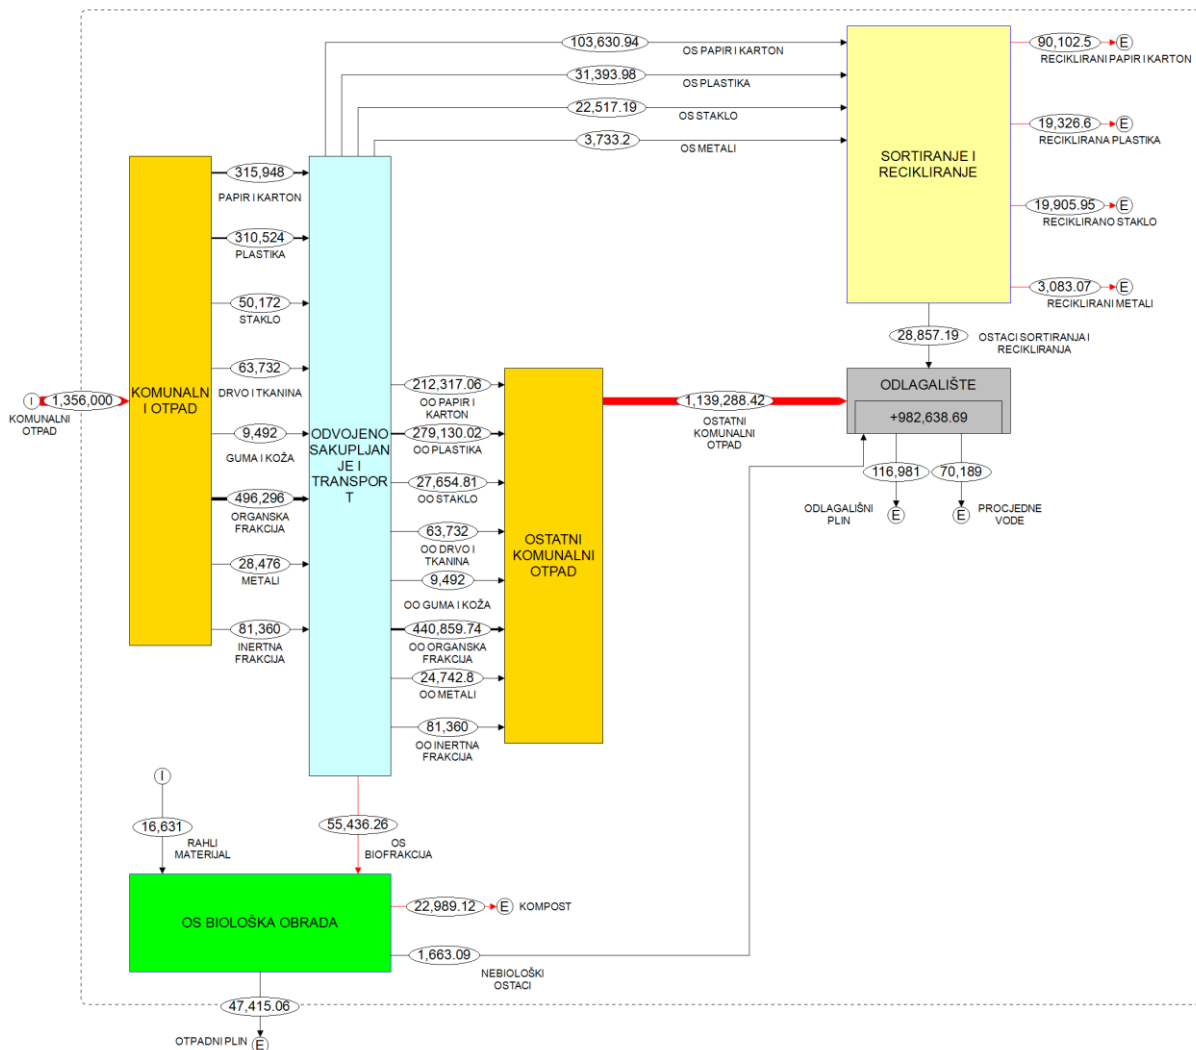 103,630.94
OS PAPIR I KARTON
31,393.98
OS PLASTIKA
22,517.19
OS STAKLO
3,733.2
OS METALI
SORTIRANJE I
RECIKLIRANJE
90,102.5
E
RECIKLIRANI PAPIR I KARTON
19,326.6
E
RECIKLIRANA PLASTIKA
19,905.95
E
RECIKLIRANO STAKLO
3,083.07
E
RECIKLIRANI METALI
28,857.19
OSTACI SORTIRANJA I
RECIKLIRANJA
I
1,356,000
KOMUNALNI
OTPAD
KOMUNALN
I OTPAD
315,948
PAPIR I KARTON
310,524
PLASTIKA
50,172
STAKLO
63,732
DRVO I TKANINA
9,492
GUMA I KOŽA
496,296
ORGANSKA
FRAKCIJA
28,476
METALI
81,360
INERTNA
FRAKCIJA
ODVOJENO
SAKUPLJAN
JE I
TRANSPOR
T
212,317.06
OO PAPIR I
KARTON
279,130.02
OO PLASTIKA
27,654.81
OO STAKLO
63,732
OO DRVO I
TKANINA
9,492
OO GUMA I KOŽA
440,859.74
OO ORGANSKA
FRAKCIJA
24,742.8
OO METALI
81,360
OO INERTNA
FRAKCIJA
OSTATNI
KOMUNALNI
OTPAD
1,139,288.42
OSTATNI
KOMUNALNI
OTPAD
ODLAGALIŠTE
+982,638.69
116,981
ODLAGALIŠNI
PLIN
E
70,189
E
PROCJEDNE
VODE
I
16,631
RAHLI
MATERIJAL
55,436.26
OS
BIOFRAKCIJA
OS BIOLOŠKA OBRADA
22,989.12
E
KOMPOST
1,663.09
NEBIOLOŠKI
OSTACI
47,415.06
OTPADNI PLIN
E